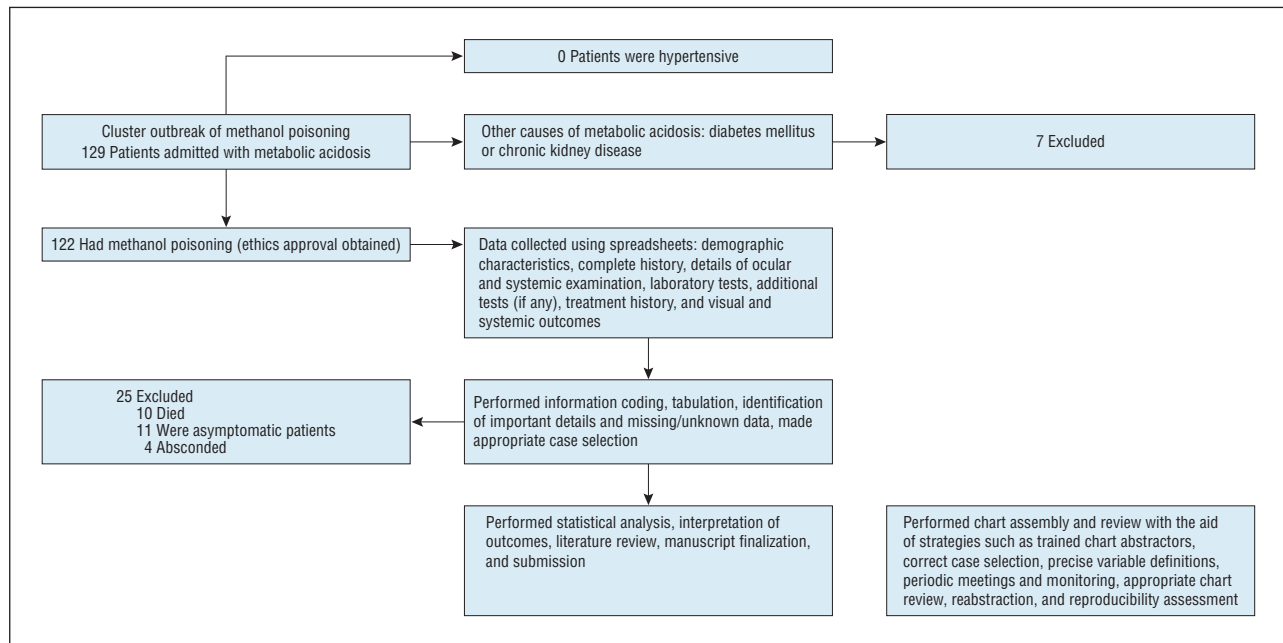 0 Patients were hypertensive
Cluster outbreak of methanol poisoning
129 Patients admitted with metabolic acidosis
Other causes of metabolic acidosis: diabetes mellitus
or chronic kidney disease
7 Excluded
122 Had methanol poisoning (ethics approval obtained)
Data collected using spreadsheets: demographic
characteristics, complete history, details of ocular
and systemic examination, laboratory tests, additional
tests (if any), treatment history, and visual and
systemic outcomes
25 Excluded
10 Died
11 Were asymptomatic patients
4 Absconded
Performed information coding, tabulation, identification
of important details and missing/unknown data, made
appropriate case selection
Performed statistical analysis, interpretation of
outcomes, literature review, manuscript finalization,
and submission
Performed chart assembly and review with the aid
of strategies such as trained chart abstractors,
correct case selection, precise variable definitions,
periodic meetings and monitoring, appropriate chart
review, reabstraction, and reproducibility assessment